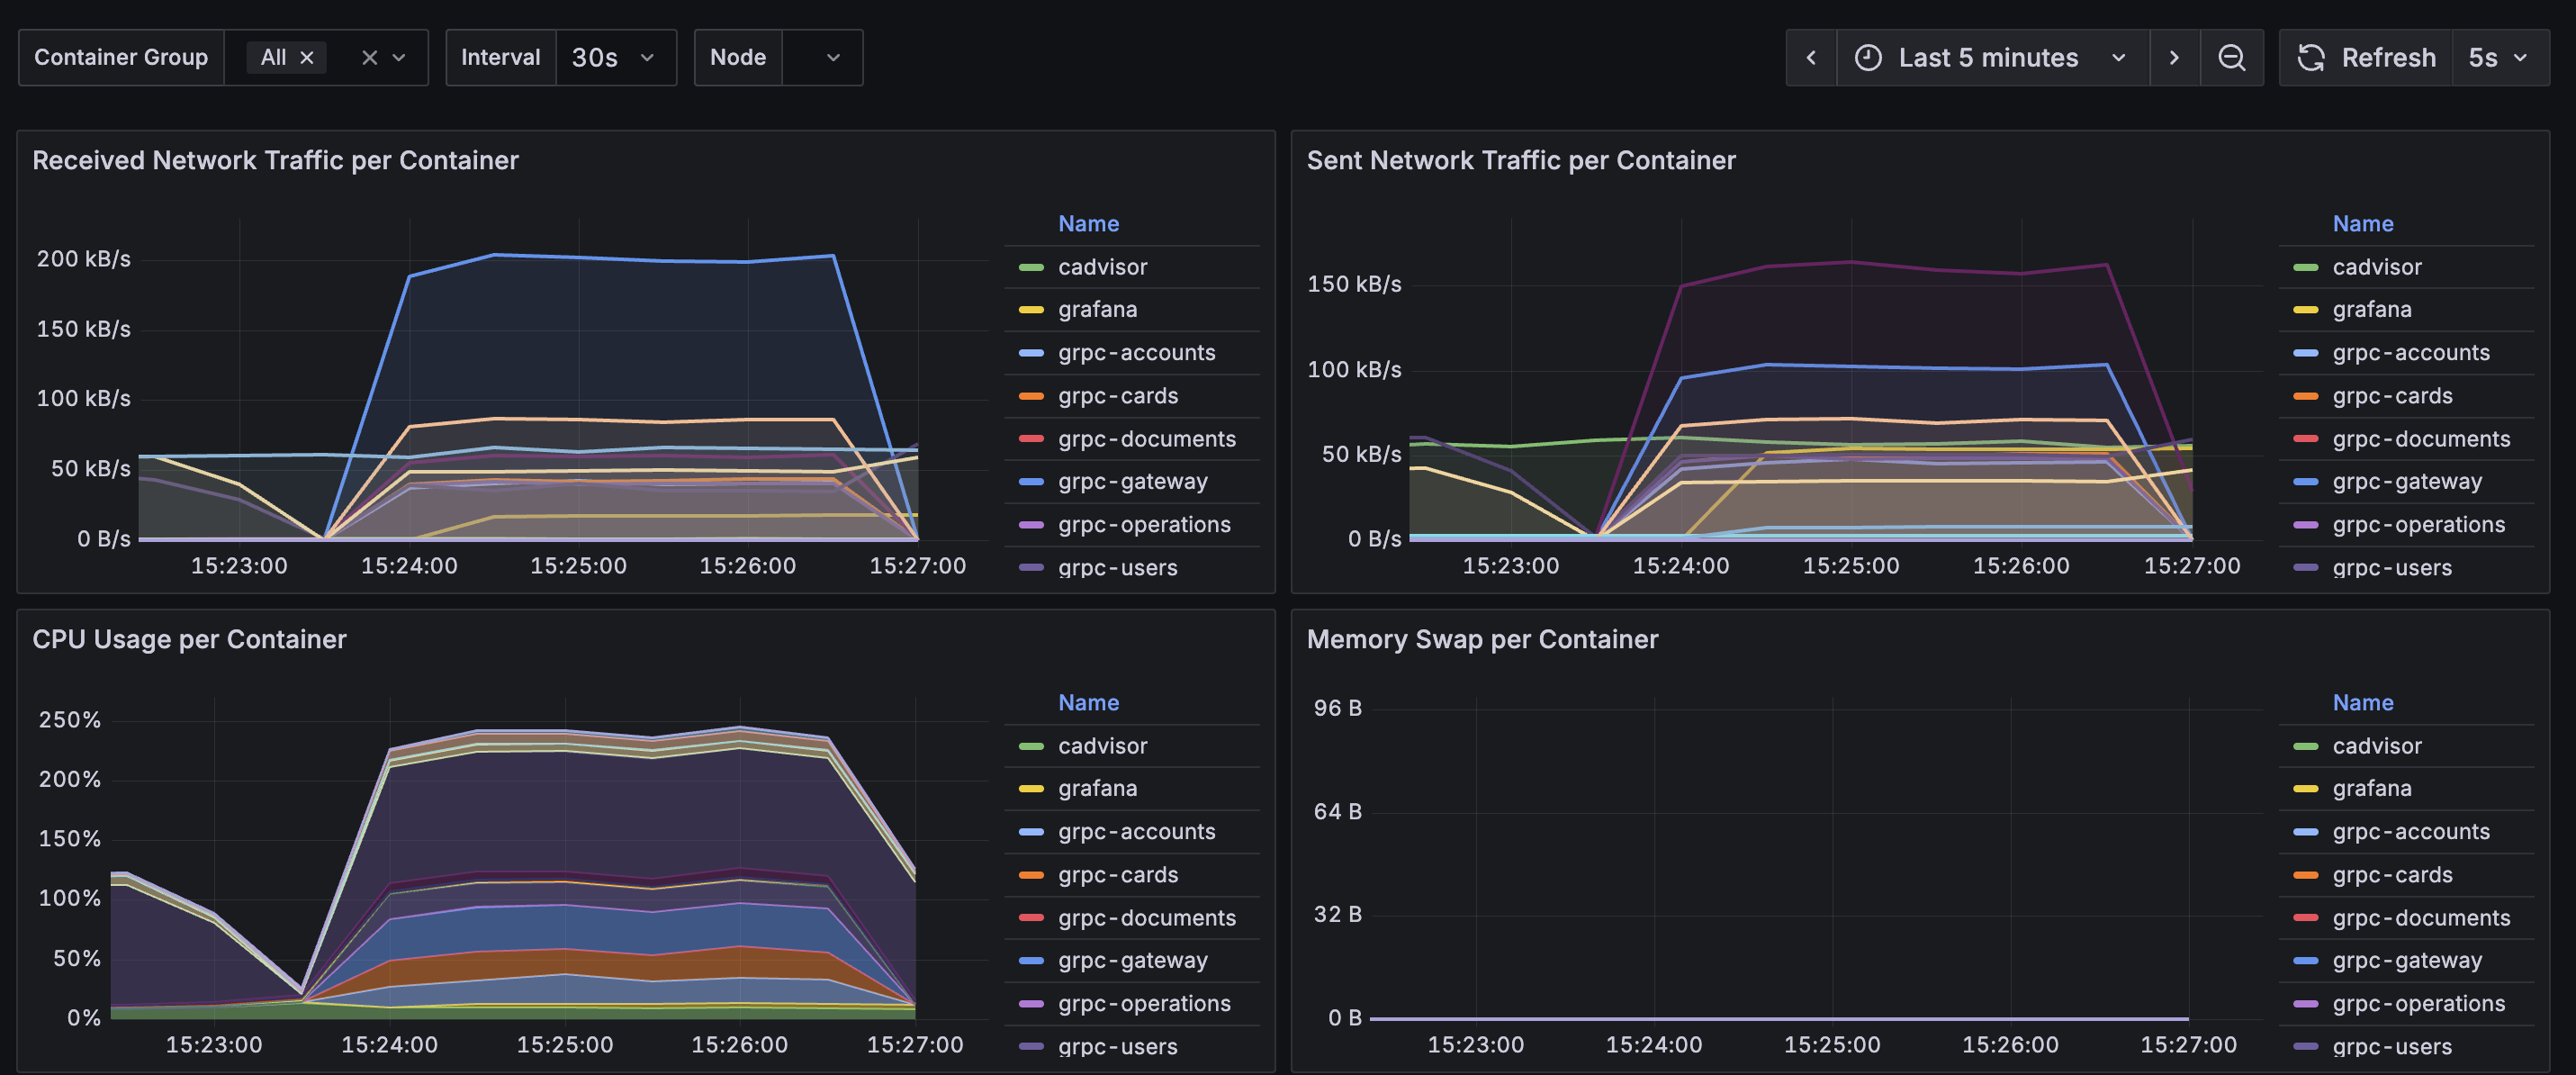 Container Group All Interval 30s Node Last 5 minutes Refresh 5s
Received Network Traffic per Container
200 kB/s
150 kB/s
100 kB/s
50 kB/s
0 B/s
15:23:00 15:24:00 15:25:00 15:26:00 15:27:00
Name
cadvisor
grafana
grpc-accounts
grpc-cards
grpc-documents
grpc-gateway
grpc-operations
grpc-users
Sent Network Traffic per Container
150 kB/s
100 kB/s
50 kB/s
0 B/s
15:23:00 15:24:00 15:25:00 15:26:00 15:27:00
Name
cadvisor
grafana
grpc-accounts
grpc-cards
grpc-documents
grpc-gateway
grpc-operations
grpc-users
CPU Usage per Container
250%
200%
150%
100%
50%
0%
15:23:00 15:24:00 15:25:00 15:26:00 15:27:00
Name
cadvisor
grafana
grpc-accounts
grpc-cards
grpc-documents
grpc-gateway
grpc-operations
grpc-users
Memory Swap per Container
96 B
64 B
32 B
0 B
15:23:00 15:24:00 15:25:00 15:26:00 15:27:00
Name
cadvisor
grafana
grpc-accounts
grpc-cards
grpc-documents
grpc-gateway
grpc-operations
grpc-users